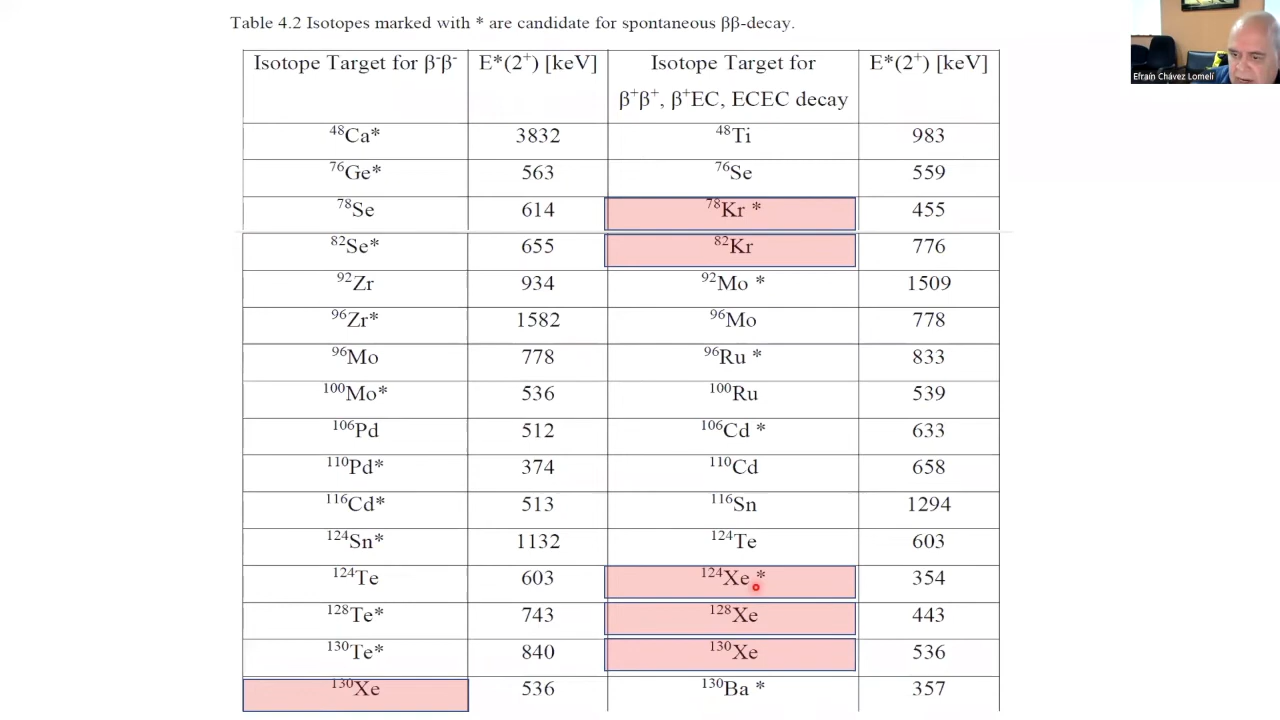 Table 4.2 Isotopes marked with * are candidate for spontaneous ββ-decay.
Efraín Chávez Lomelí
Isotope Target for β⁻β⁻ E*(2⁺) [keV] Isotope Target for β⁺β⁺, β⁺EC, ECEC decay E*(2⁺) [keV]
⁴⁸Ca* 3832 ⁴⁸Ti 983
⁷⁶Ge* 563 ⁷⁶Se 559
⁷⁸Se 614 ⁷⁸Kr * 455
⁸²Se* 655 ⁸²Kr 776
⁹²Zr 934 ⁹²Mo * 1509
⁹⁶Zr* 1582 ⁹⁶Mo 778
⁹⁶Mo 778 ⁹⁶Ru * 833
¹⁰⁰Mo* 536 ¹⁰⁰Ru 539
¹⁰⁶Pd 512 ¹⁰⁶Cd * 633
¹¹⁰Pd* 374 ¹¹⁰Cd 658
¹¹⁶Cd* 513 ¹¹⁶Sn 1294
¹²⁴Sn* 1132 ¹²⁴Te 603
¹²⁴Te 603 ¹²⁴Xe * 354
¹²⁸Te* 743 ¹²⁸Xe 443
¹³⁰Te* 840 ¹³⁰Xe 536
¹³⁰Xe 536 ¹³⁰Ba * 357